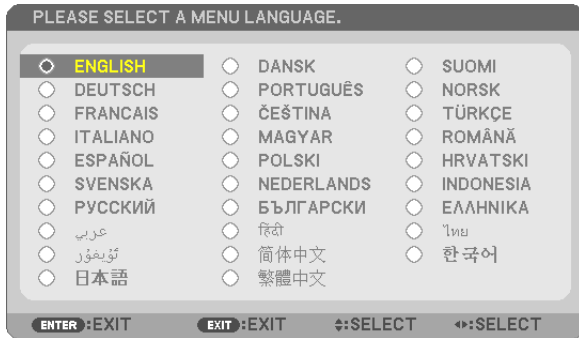 PLEASE SELECT A MENU LANGUAGE.
ENGLISH DANSK SUOMI
DEUTSCH PORTUGUÊS NORSK
FRANCAIS ČEŠTINA TÜRKÇE
ITALIANO MAGYAR ROMÂNĂ
ESPAÑOL POLSKI HRVATSKI
SVENSKA NEDERLANDS INDONESIA
РУССКИЙ БЪЛГАРСКИ ΕΛΛΗΝΙΚΑ
عربي हिंदी ไทย
ئۇيغۇر 简体中文 한국어
日本語 繁體中文
ENTER:EXIT EXIT:EXIT :SELECT :SELECT